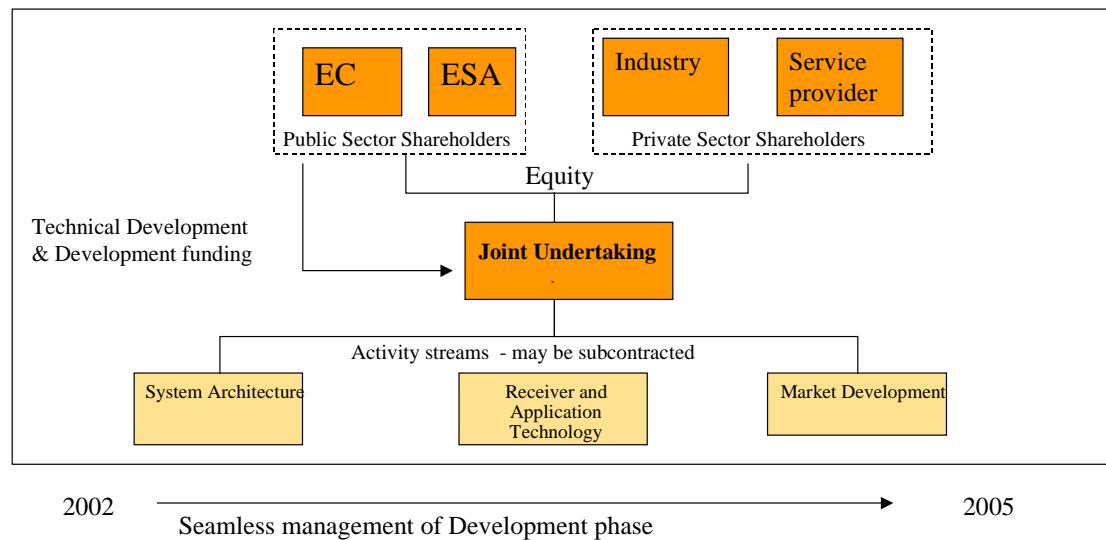 EC
ESA
Industry
Service
provider
Public Sector Shareholders
Private Sector Shareholders
Equity
Technical Development
& Development funding
Joint Undertaking
.
Activity streams - may be subcontracted
System Architecture
Receiver and
Application
Technology
Market Development
2002
2005
Seamless management of Development phase